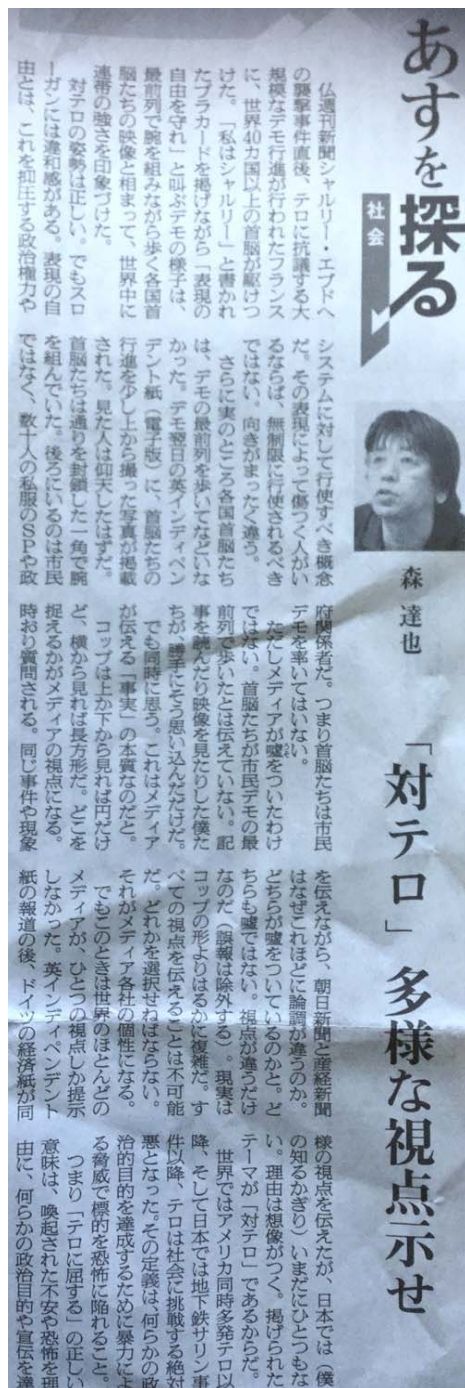 あすを探る
社会
森 達也
「対テロ」多様な視点示せ
　仏週刊新聞シャルリー・エブドへ
の襲撃事件直後、テロに抗議する大
規模なデモ行進が行われたフランス
に、世界40カ国以上の首脳が駆けつ
けた。「私はシャルリー」と書かれ
たプラカードを掲げながら「表現の
自由を守れ」と叫ぶデモの様子は、
最前列で腕を組みながら歩く各国首
脳たちの映像と相まって、世界中に
連帯の強さを印象づけた。
　対テロの姿勢は正しい。でもスロ
ーガンには違和感がある。表現の自
由とは、これを抑圧する政治権力や
システムに対して行使すべき概念
だ。その表現によって傷つく人がい
るならば、無制限に行使されるべき
ではない。向きがまったく違う。
　さらに実のところ各国首脳たち
は、デモの最前列を歩いてなどいな
かった。デモ翌日の英インディペン
デント紙（電子版）に、首脳たちの
行進を少し上から撮った写真が掲載
された。見た人は仰天したはずだ。
首脳たちは通りを封鎖した一角で腕
を組んでいた。後ろにいるのは市民
ではなく、数十人の私服のSPや政
府関係者だ。つまり首脳たちは市民
デモを率いてはいない。
　ただしメディアが嘘をついたわけ
ではない。首脳たちが市民デモの最
前列で歩いたとは伝えていない。記
事を読んだり映像を見たりした僕た
ちが、勝手にそう思い込んだだけだ。
　でも同時に思う。これはメディア
が伝える「事実」の本質なのだと。
　コップは上か下から見れば円だけ
ど、横から見れば長方形だ。どこを
捉えるかがメディアの視点になる。
時おり質問される。同じ事件や現象
を伝えながら、朝日新聞と産経新聞
はなぜこれほどに論調が違うのか。
どちらが嘘をついているのかと。ど
ちらも嘘ではない。視点が違うだけ
なのだ（誤報は除外する）。現実は
コップの形よりはるかに複雑だ。す
べての視点を伝えることは不可能
だ。どれかを選択せねばならない。
それがメディア各社の個性になる。
　でもこのときは世界のほとんどの
メディアが、ひとつの視点しか提示
しなかった。英インディペンデント
紙の報道の後、ドイツの経済紙が同
様の視点を伝えたが、日本では（僕
の知るかぎり）いまだにひとつもな
い。理由は想像がつく。掲げられた
テーマが「対テロ」であるからだ。
　世界ではアメリカ同時多発テロ以
降、そして日本では地下鉄サリン事
件以降、テロは社会に挑戦する絶対
悪となった。その定義は、何らかの政
治的目的を達成するために暴力によ
る脅威で標的を恐怖に陥れること。
　つまり「テロに屈する」の正しい
意味は、喚起された不安や恐怖を理
由に、何らかの政治目的や宣伝を達